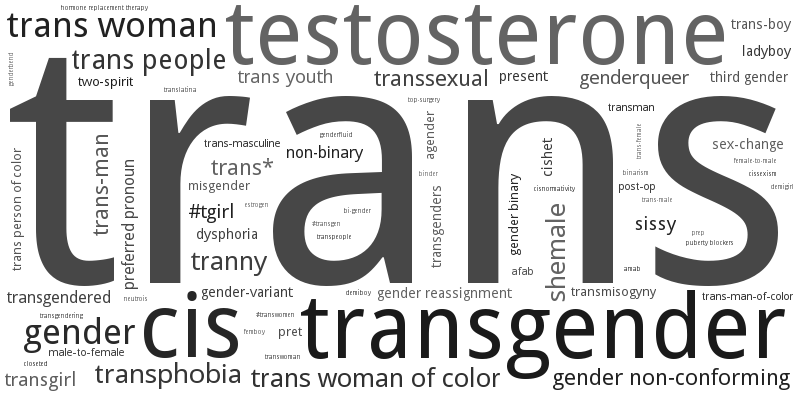 hormone replacement therapy
trans woman
testosterone
trans-boy
trans people
ladyboy
genderbend
two-spirit
trans youth
transsexual
present
genderqueer
third gender
translatina
trans
top-surgery
transman
trans-masculine
genderfluid
non-binary
agender
cishet
trans-female
sex-change
female-to-male
trans person of color
trans-man
preferred pronoun
trans*
misgender
binder
gender binary
cisnormativity
binarism
cissexism
post-op
demigirl
#tgirl
estrogen
bi-gender
trans-male
dysphoria
#transgen
transpeople
transgenders
shemale
sissy
prep
puberty blockers
tranny
afab
amab
transgendered
neutrois
gender-variant
demiboy
gender reassignment
transmisogyny
trans-man-of-color
transgendering
cis
#transwomen
transgender
gender
femboy
pret
male-to-female
transwoman
closeted
transgirl
transphobia
trans woman of color
gender non-conforming